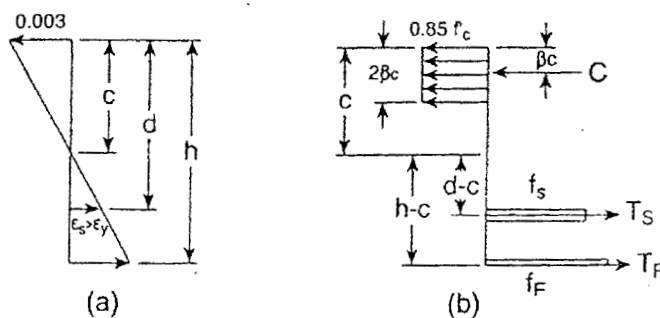 0.003
c
d
h
εs>εy
(a)
0.85 f'c
2βc
βc
C
c
d-c
h-c
fs
Ts
fF
TF
(b)